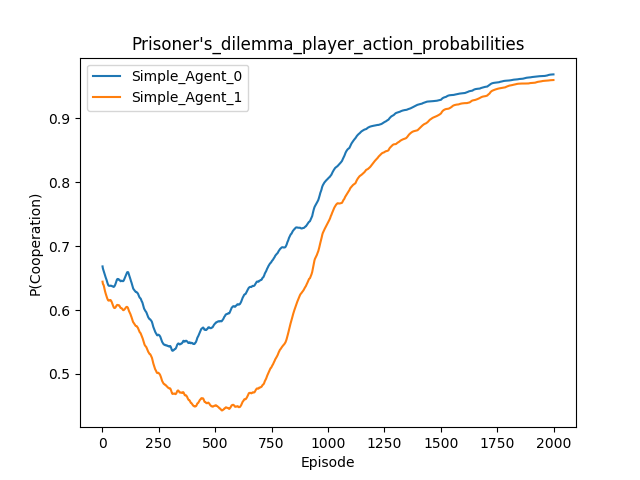 Prisoner's_dilemma_player_action_probabilities
Simple_Agent_0
Simple_Agent_1
P(Cooperation)
0.9
0.8
0.7
0.6
0.5
0 250 500 750 1000 1250 1500 1750 2000
Episode